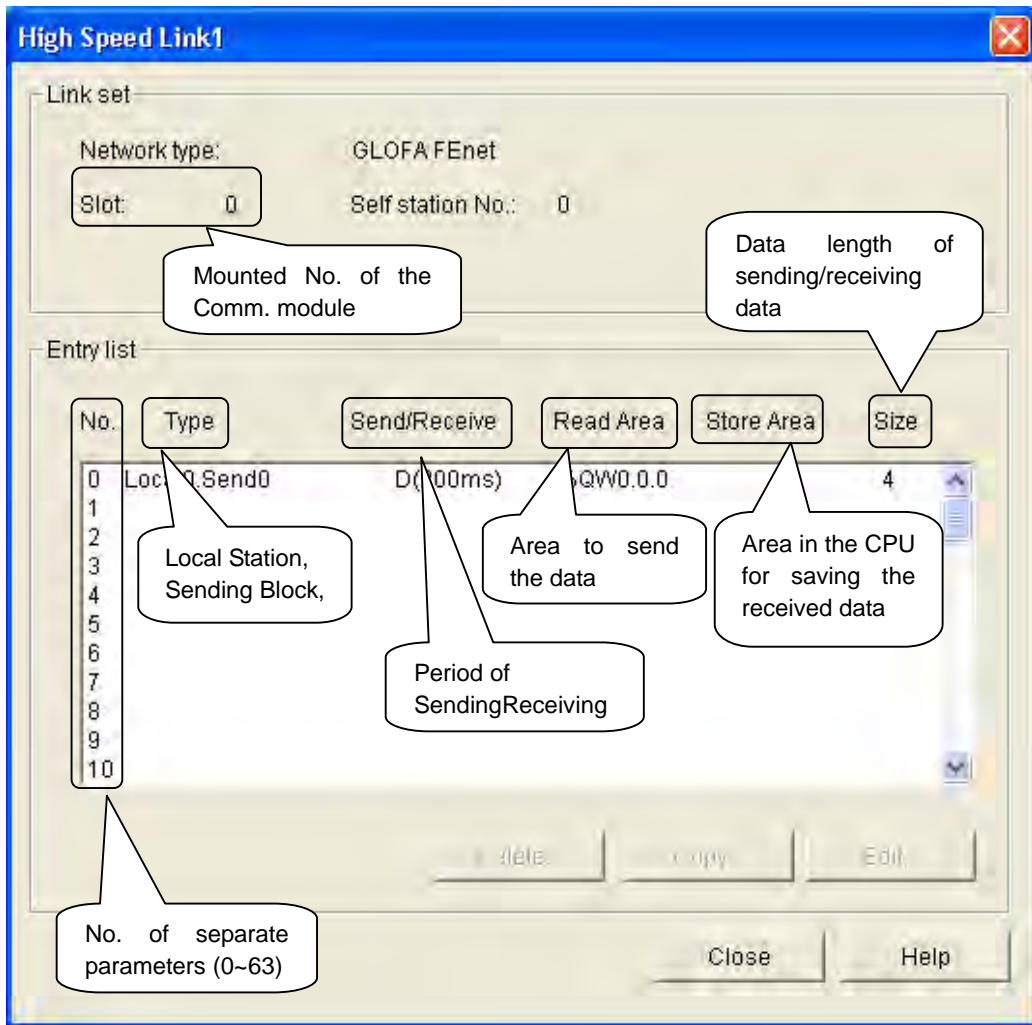 High Speed Link1
Link set
Network type: GLOFA FEnet
Slot: 0 Self station No.: 0
Mounted No. of the
Comm. module
Data length of
sending/receiving
data
Entry list
No. Type Send/Receive Read Area Store Area Size
0 Send0 4
1
2
3
4
5
6
7
8
9
10
Local Station,
Sending Block,
Area to send
the data
Area in the CPU
for saving the
received data
Period of
SendingReceiving
Edit
No. of separate
parameters (0~63)
Close Help